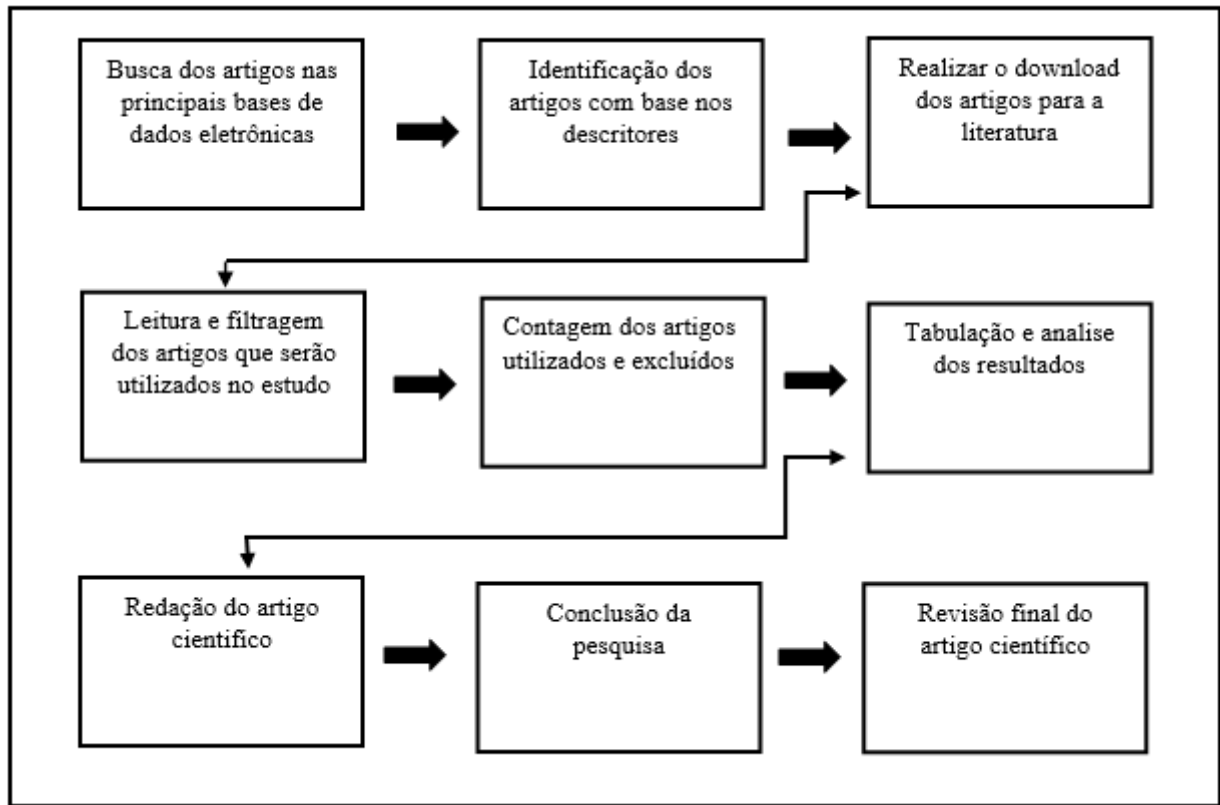 Busca dos artigos nas
principais bases de
dados eletrônicas
Identificação dos
artigos com base nos
descritores
Realizar o download
dos artigos para a
literatura
Leitura e filtragem
dos artigos que serão
utilizados no estudo
Contagem dos artigos
utilizados e excluídos
Tabulação e analise
dos resultados
Redação do artigo
cientifíco
Conclusão da
pesquisa
Revisão final do
artigo científico